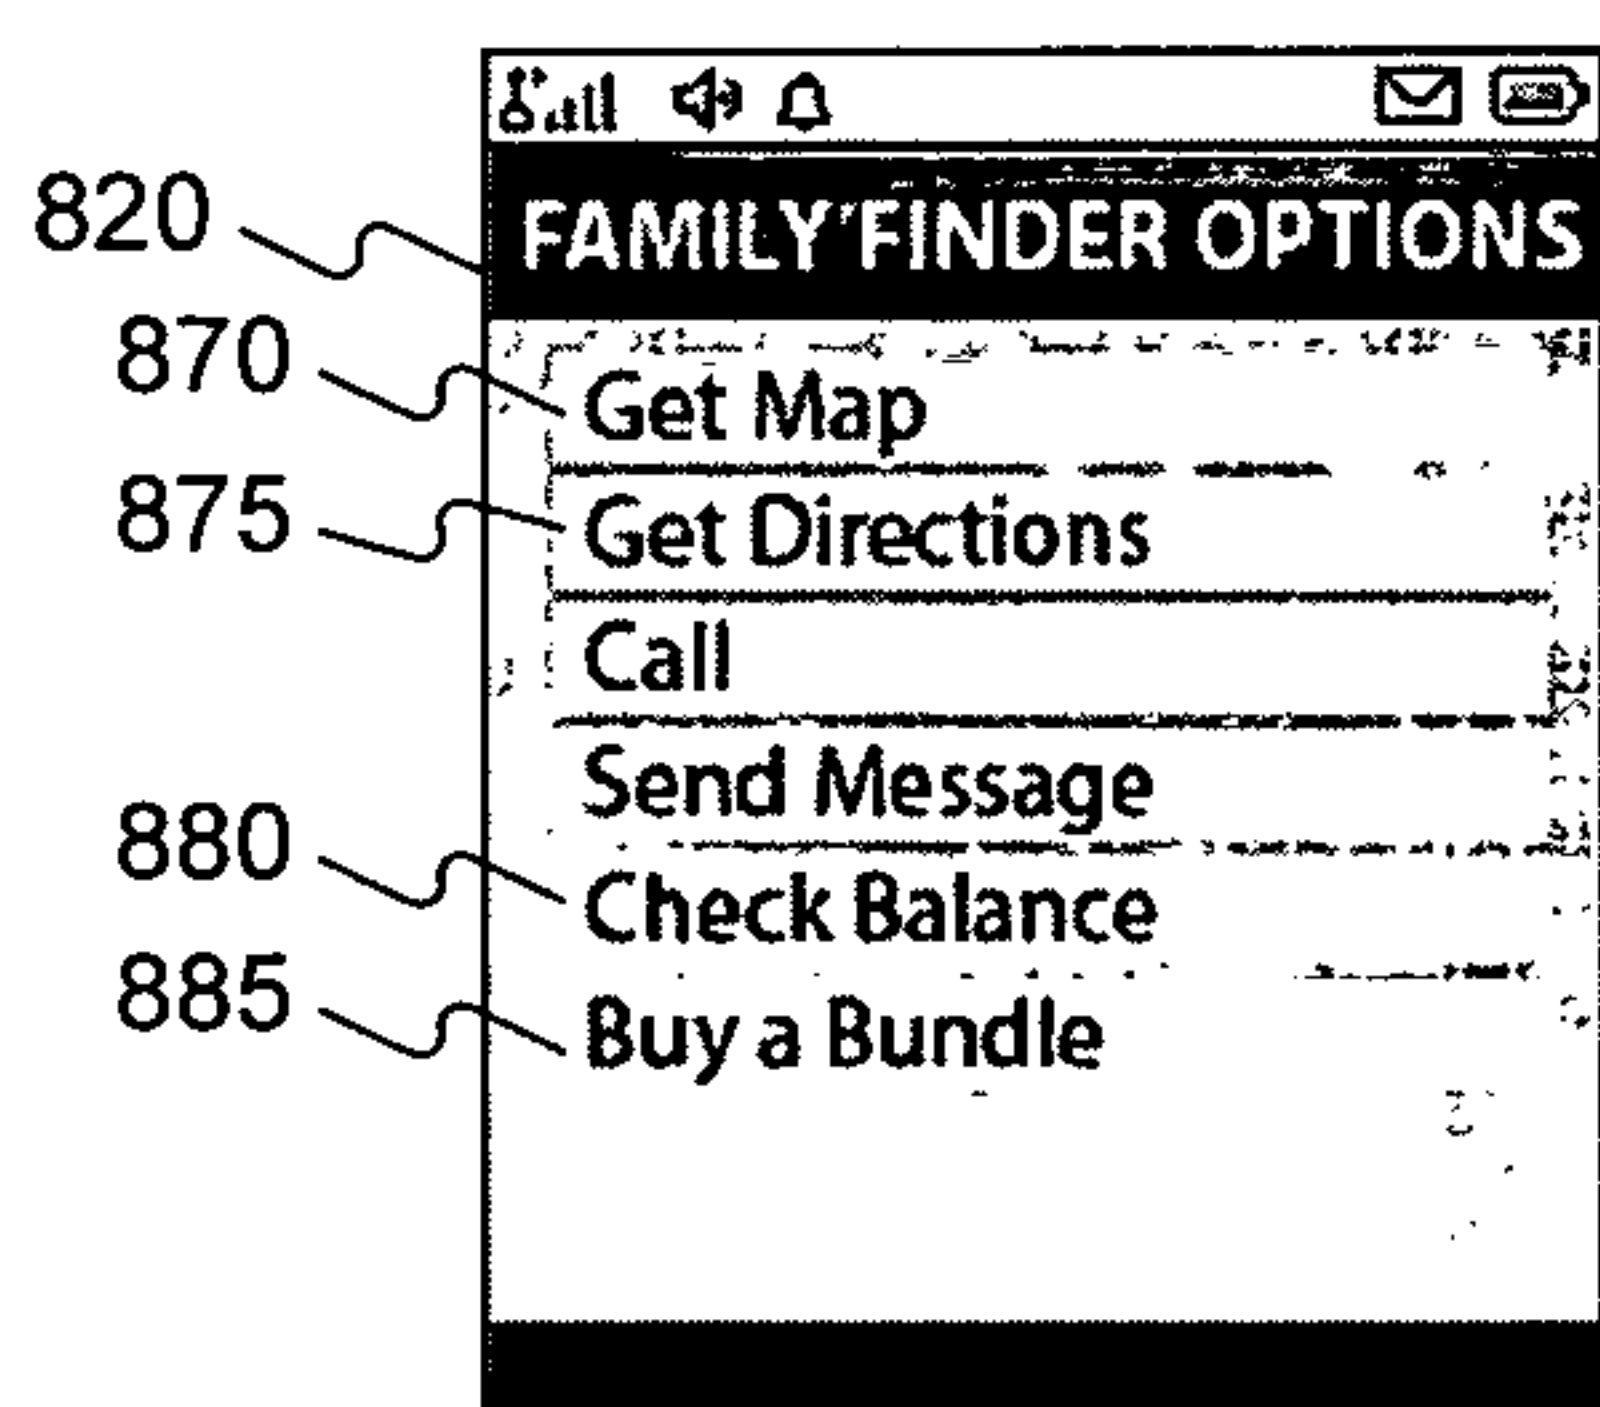 820
FAMILY FINDER OPTIONS
870
Get Map
875
Get Directions
Call
Send Message
880
Check Balance
885
Buy a Bundle